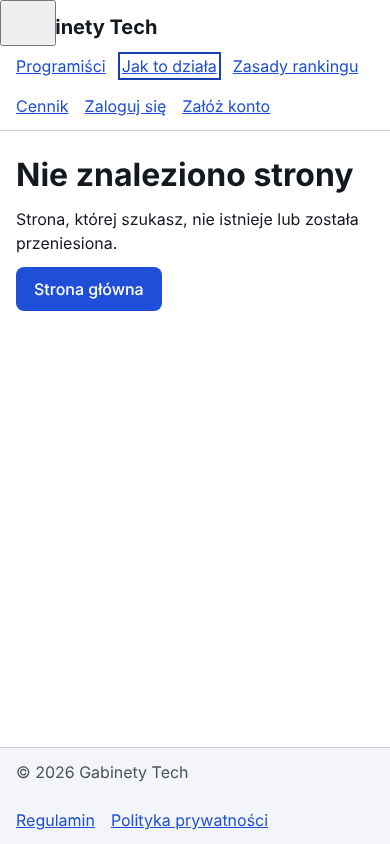 inety Tech
Programiści Jak to działa Zasady rankingu
Cennik Zaloguj się Załóż konto
Nie znaleziono strony
Strona, której szukasz, nie istnieje lub została
przeniesiona.
Strona główna
© 2026 Gabinety Tech
Regulamin Polityka prywatności